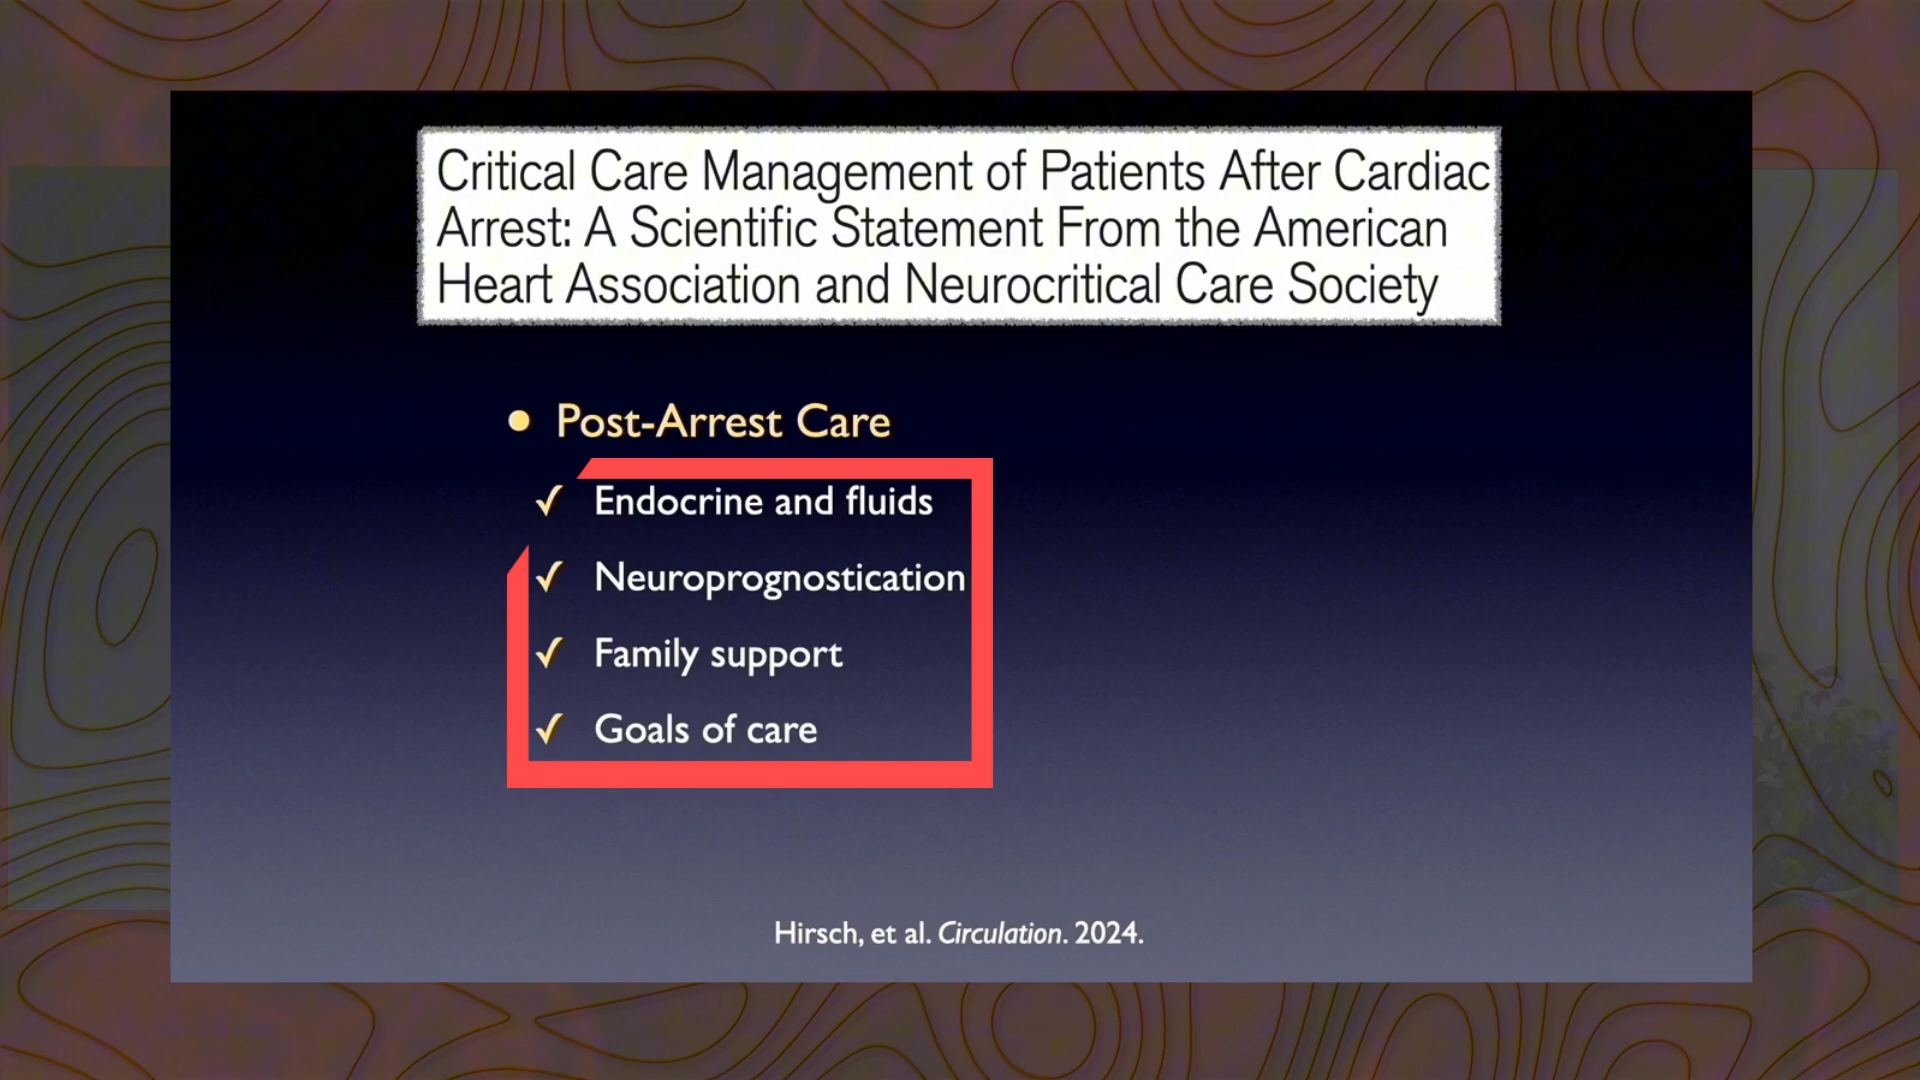 Critical Care Management of Patients After Cardiac
Arrest: A Scientific Statement From the American
Heart Association and Neurocritical Care Society
• Post-Arrest Care
✓ Endocrine and fluids
✓ Neuroprognostication
✓ Family support
✓ Goals of care
Hirsch, et al. Circulation. 2024.